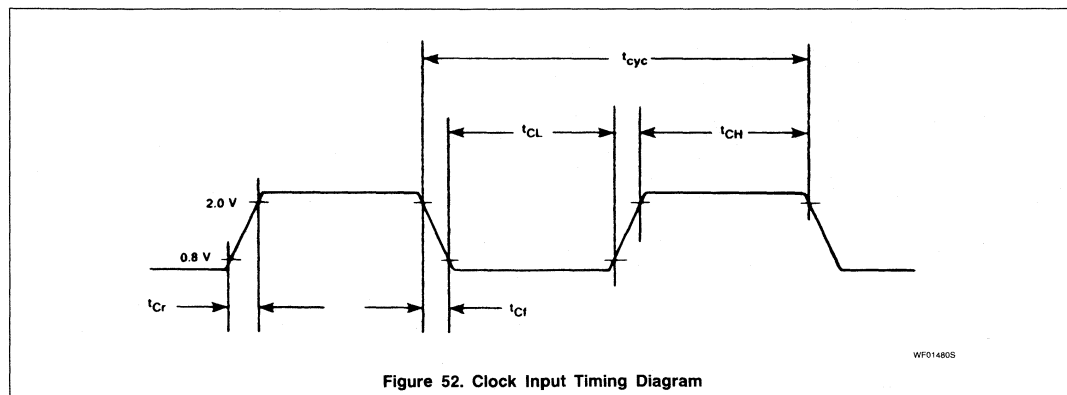 tcyc
tCL
tCH
2.0 V
0.8 V
tCr
tCf
WF01480S
Figure 52. Clock Input Timing Diagram